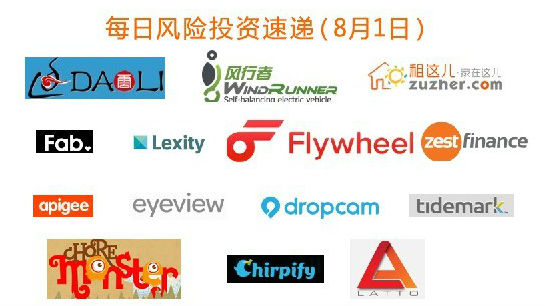 每日风险投资速递(8月1日)
DAOLI
风行者
WINDRUNNER
Self-balancing electric vehicle
租这儿·家在这儿
zuzher.com
Fab.
Lexity
Flywheel
zestfinance
apigee
eyeview
dropcam
tidemark.
CHORE
MONSTER
Chirpify
LATTO